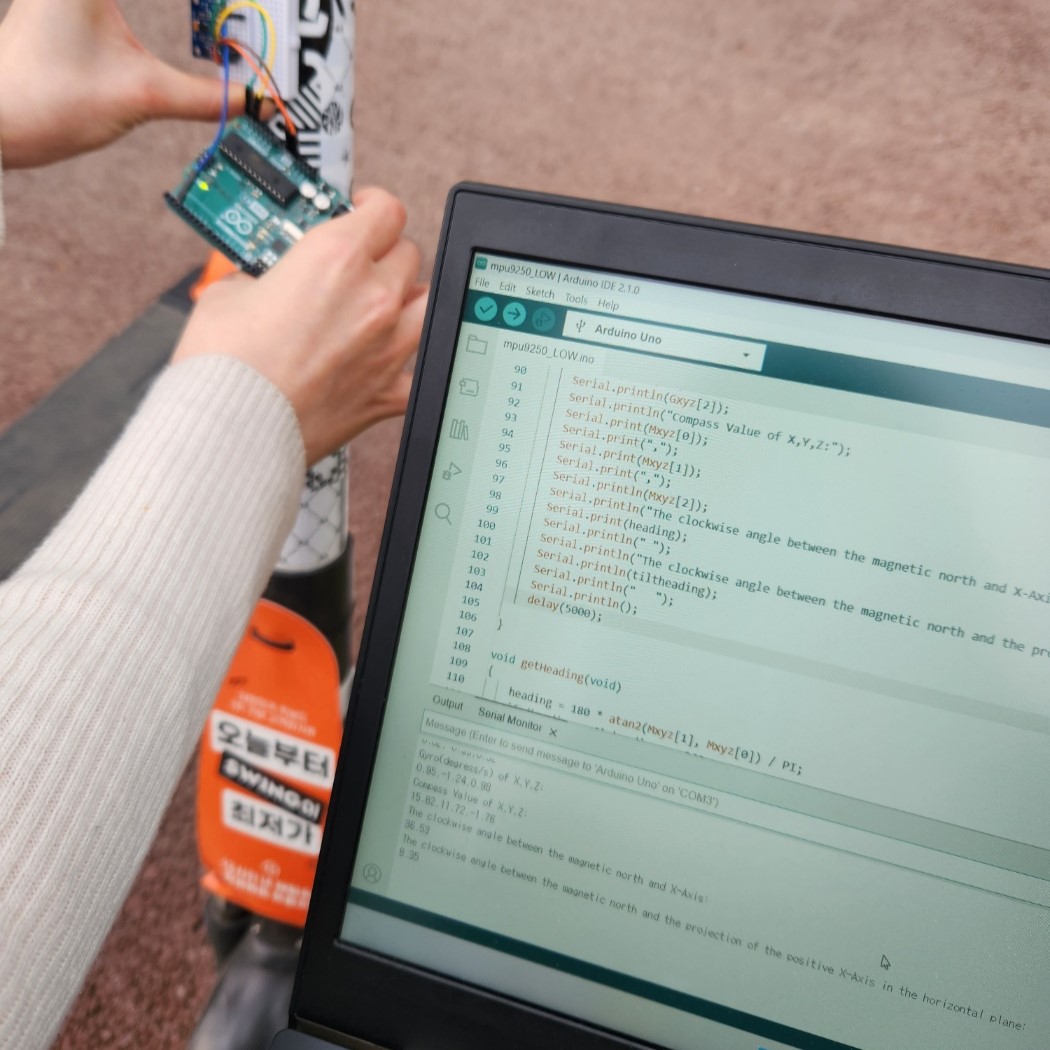 mpu9250_LOW | Arduino IDE 2.1.0
File Edit Sketch Tools Help
Arduino Uno
mpu9250_LOW.ino
90
91 Serial.println(Gxyz[2]);
92 Serial.println("Compass Value of X,Y,Z:");
93 Serial.print(Mxyz[0]);
94 Serial.print(",");
95 Serial.print(Mxyz[1]);
96 Serial.print(",");
97 Serial.println(Mxyz[2]);
98 Serial.println("The clockwise angle between the magnetic north and X-Axi
99 Serial.print(heading);
100 Serial.println(" ");
101 Serial.println("The clockwise angle between the magnetic north and the pro
102 Serial.println(tiltheading);
103 Serial.println("   ");
104 Serial.println();
105 delay(5000);
106 }
107
108 void getHeading(void)
109 {
110 heading = 180 * atan2(Mxyz[1], Mxyz[0]) / PI;
Output Serial Monitor ×
Message (Enter to send message to 'Arduino Uno' on 'COM3')
Gyro(degress/s) of X,Y,Z:
0.85,-1.24,0.98
Compass Value of X,Y,Z:
15.82,11.72,-1.76
The clockwise angle between the magnetic north and X-Axis:
36.53
The clockwise angle between the magnetic north and the projection of the positive X-Axis in the horizontal plane:
9.35
오늘부터
SWING이
최저가